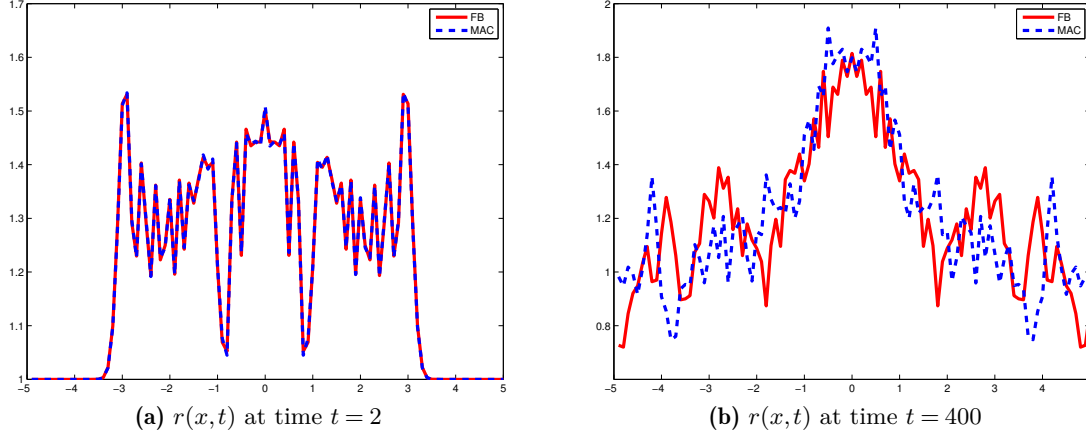 1.7
1.6
1.5
1.4
1.3
1.2
1.1
1
−5 −4 −3 −2 −1 0 1 2 3 4 5
FB
MAC
(a) r(x,t) at time t = 2
2
1.8
1.6
1.4
1.2
1
0.8
−4 −3 −2 −1 0 1 2 3 4
FB
MAC
(b) r(x,t) at time t = 400